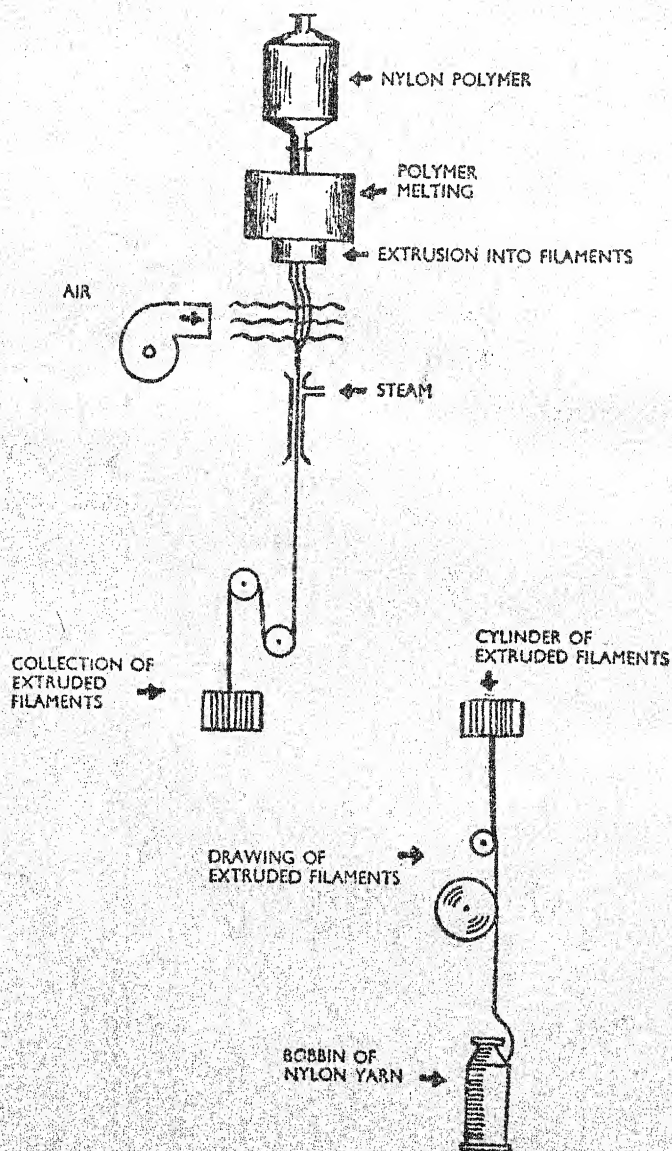 NYLON POLYMER
POLYMER
MELTING
EXTRUSION INTO FILAMENTS
AIR
STEAM
COLLECTION OF
EXTRUDED
FILAMENTS
CYLINDER OF
EXTRUDED FILAMENTS
DRAWING OF
EXTRUDED FILAMENTS
BOBBIN OF
NYLON YARN